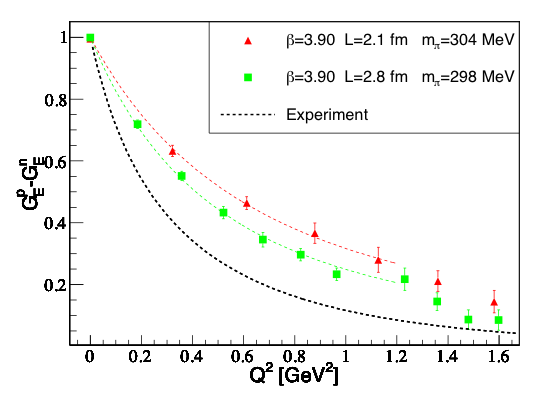 β=3.90 L=2.1 fm mπ=304 MeV
β=3.90 L=2.8 fm mπ=298 MeV
Experiment
G_E^p-G_E^n
1
0.8
0.6
0.4
0.2
0 0.2 0.4 0.6 0.8 1 1.2 1.4 1.6
Q² [GeV²]